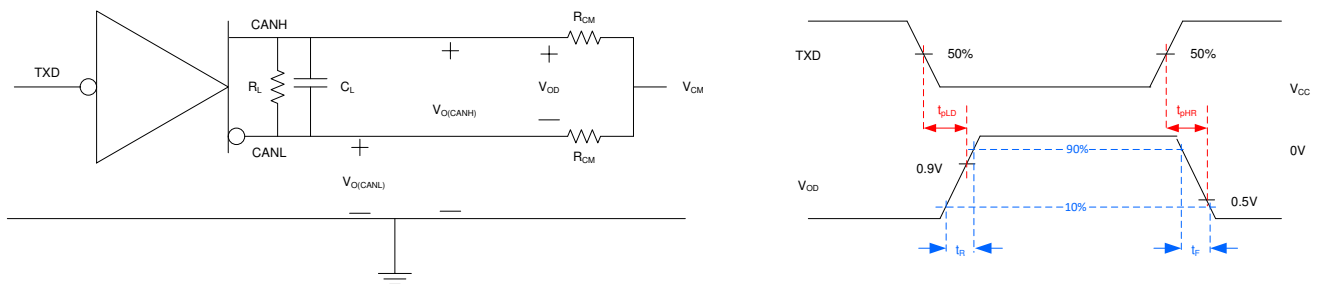 CANH
R_CM
TXD
R_L
C_L
V_O(CANH)
V_OD
V_CM
CANL
R_CM
V_O(CANL)
TXD
50%
50%
V_CC
t_pLD
t_pHR
90%
0V
0.9V
V_OD
10%
0.5V
t_R
t_F